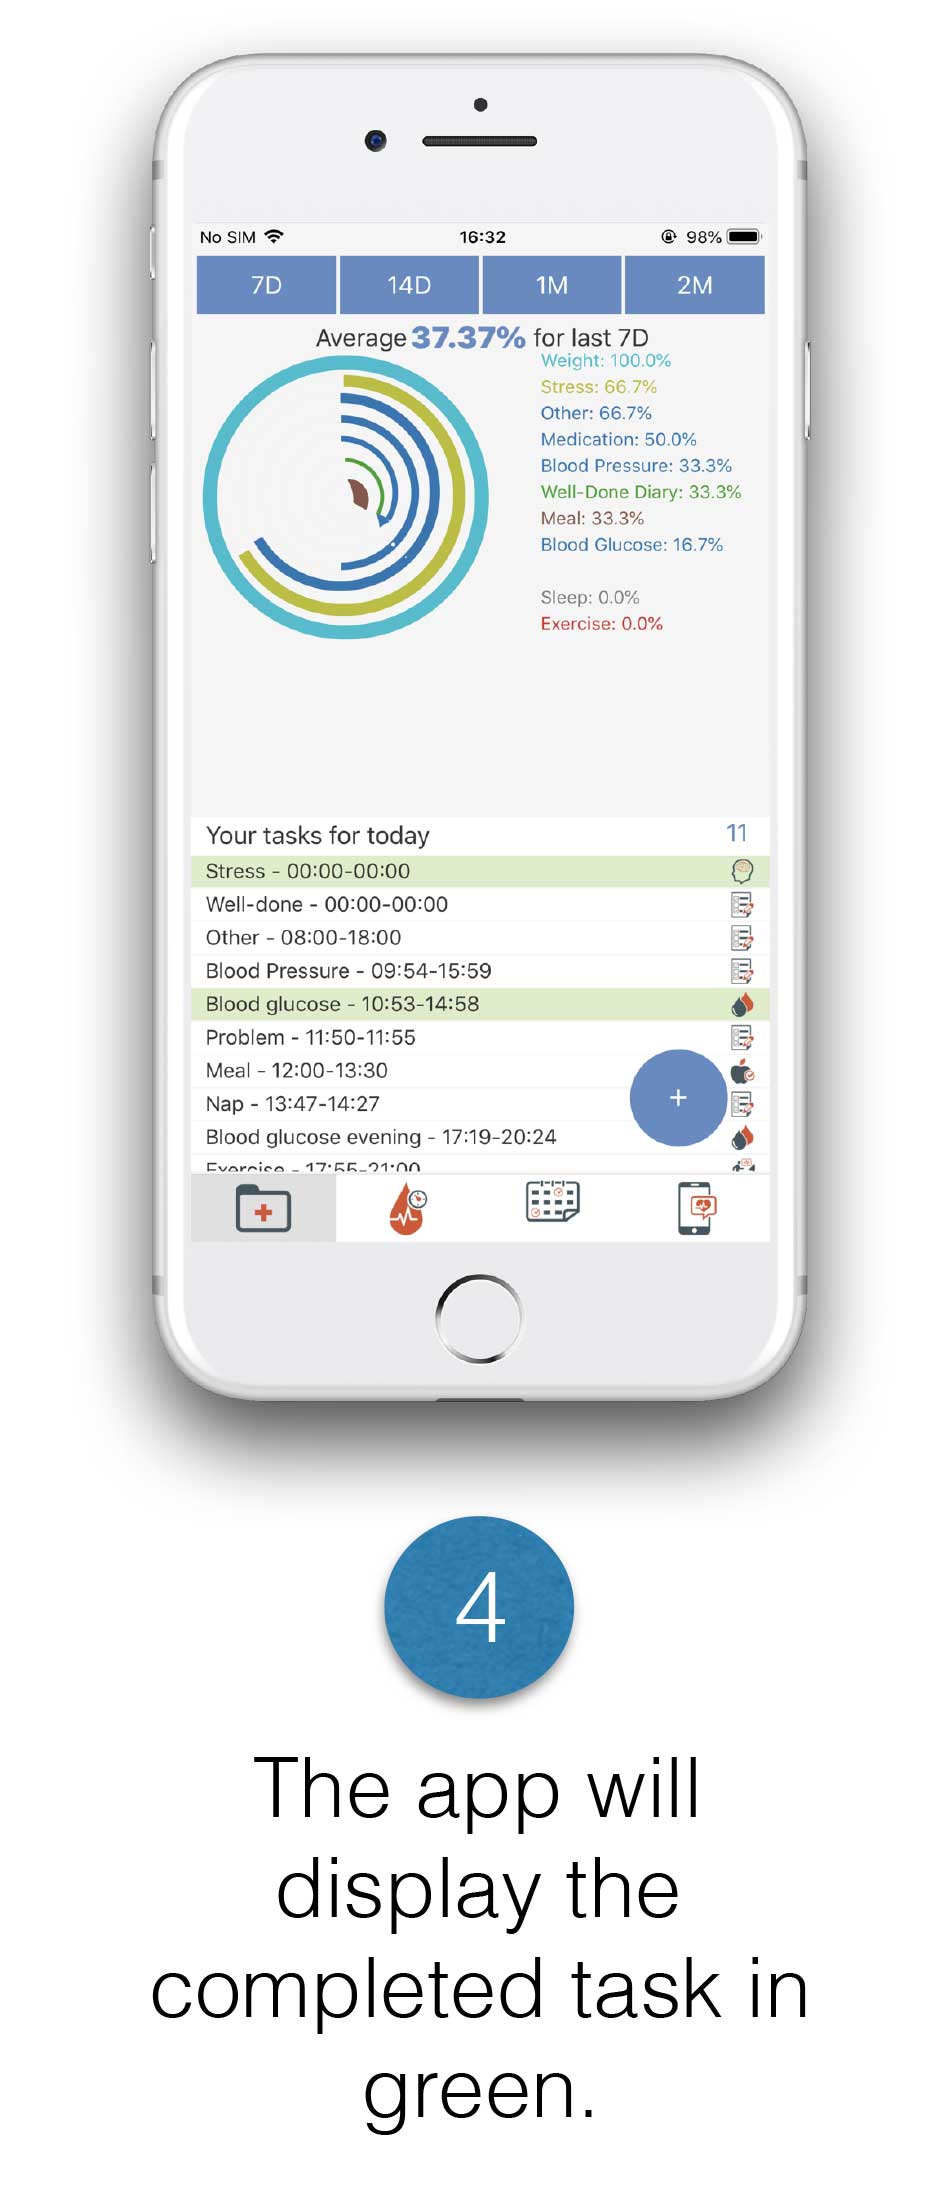 No SIM 16:32 98%
7D 14D 1M 2M
Average 37.37% for last 7D
Weight: 100.0%
Stress: 66.7%
Other: 66.7%
Medication: 50.0%
Blood Pressure: 33.3%
Well-Done Diary: 33.3%
Meal: 33.3%
Blood Glucose: 16.7%
Sleep: 0.0%
Exercise: 0.0%
Your tasks for today 11
Stress - 00:00-00:00
Well-done - 00:00-00:00
Other - 08:00-18:00
Blood Pressure - 09:54-15:59
Blood glucose - 10:53-14:58
Problem - 11:50-11:55
Meal - 12:00-13:30
+
Nap - 13:47-14:27
Blood glucose evening - 17:19-20:24
Exercise - 17:55-21:00
4
The app will
display the
completed task in
green.